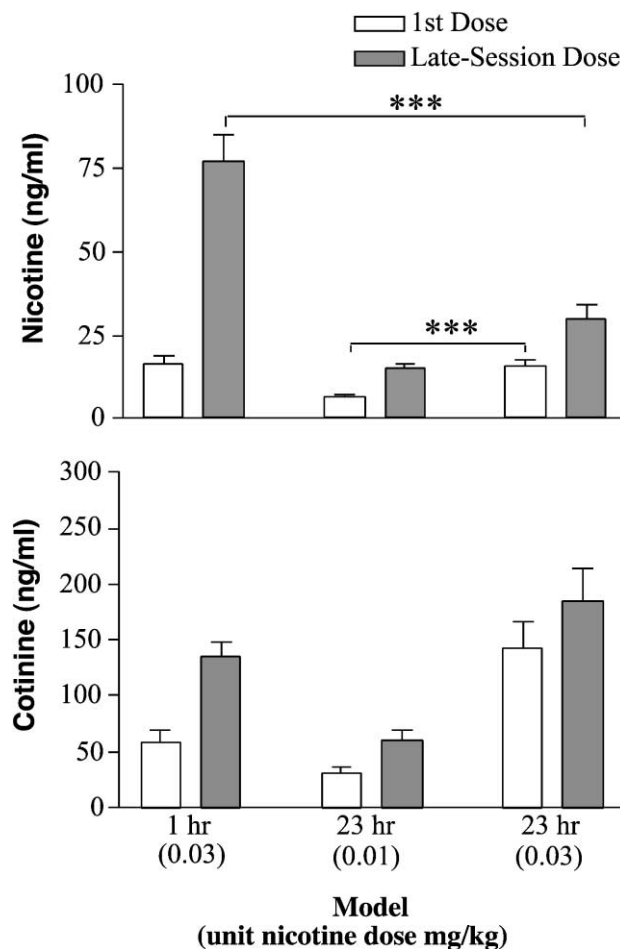 1st Dose
Late-Session Dose
Nicotine (ng/ml)
100
75
50
25
0
***
***
Cotinine (ng/ml)
300
250
200
150
100
50
0
1 hr 23 hr 23 hr
(0.03) (0.01) (0.03)
Model
(unit nicotine dose mg/kg)